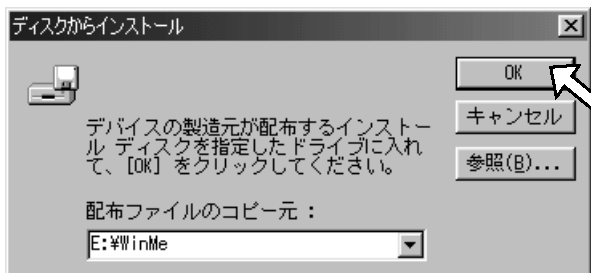 ディスクからインストール
OK
キャンセル
参照(B)...
デバイスの製造元が配布するインストー
ル ディスクを指定したドライブに入れ
て、[OK] をクリックしてください。
配布ファイルのコピー元 :
E:¥WinMe